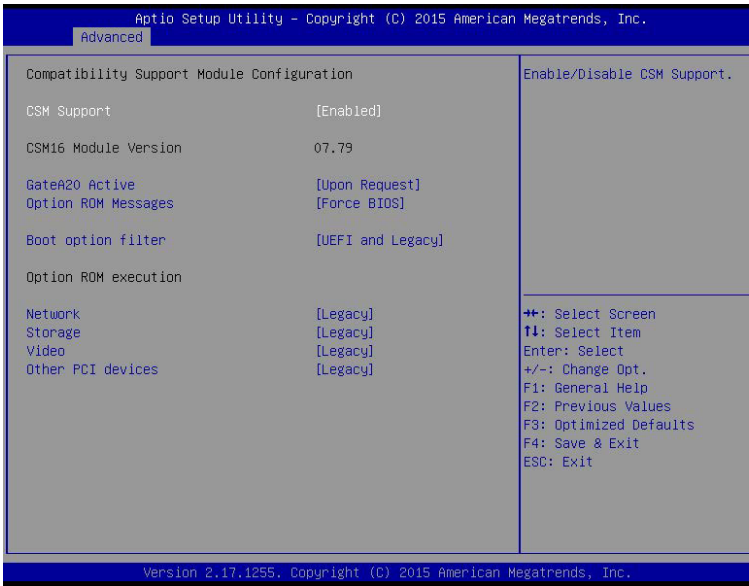 Aptio Setup Utility – Copyright (C) 2015 American Megatrends, Inc.
Advanced
Compatibility Support Module Configuration
CSM Support [Enabled]
CSM16 Module Version 07.79
GateA20 Active [Upon Request]
Option ROM Messages [Force BIOS]
Boot option filter [UEFI and Legacy]
Option ROM execution
Network [Legacy]
Storage [Legacy]
Video [Legacy]
Other PCI devices [Legacy]
Enable/Disable CSM Support.
→←: Select Screen
↑↓: Select Item
Enter: Select
+/-: Change Opt.
F1: General Help
F2: Previous Values
F3: Optimized Defaults
F4: Save & Exit
ESC: Exit
Version 2.17.1255. Copyright (C) 2015 American Megatrends, Inc.